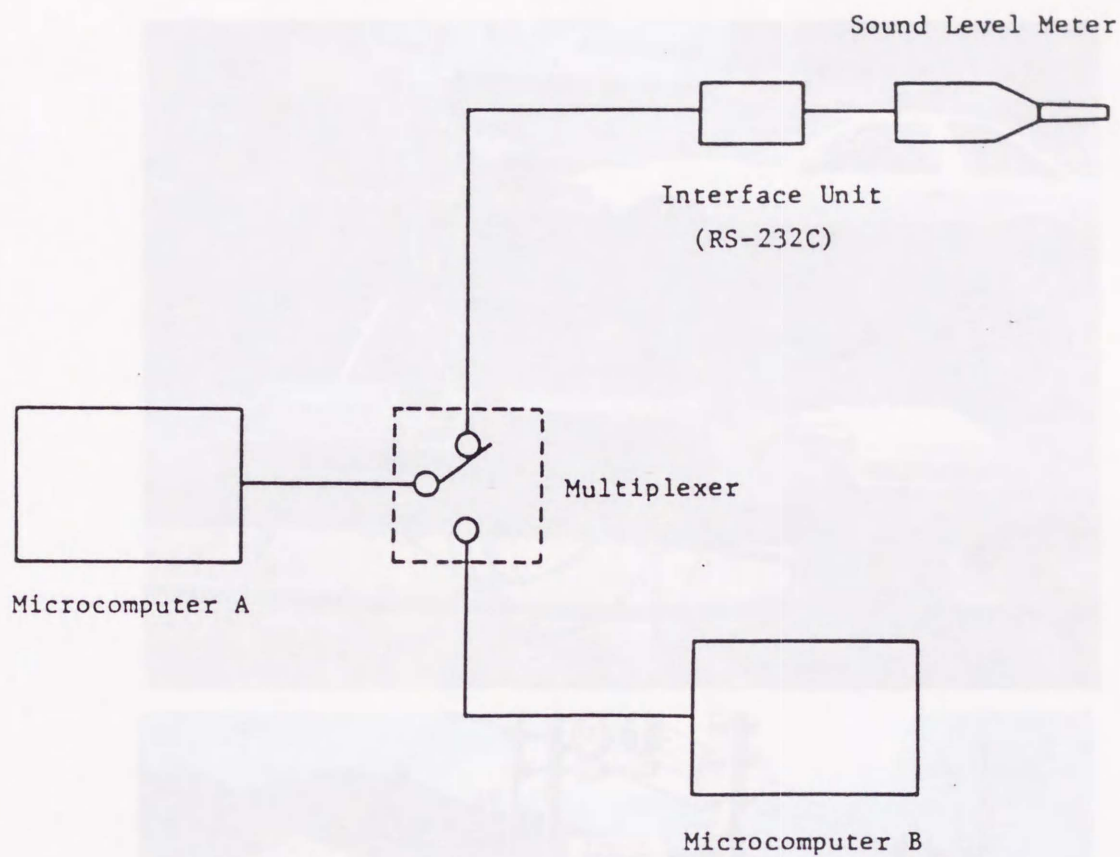 Sound Level Meter
Interface Unit
(RS-232C)
Multiplexer
Microcomputer A
Microcomputer B